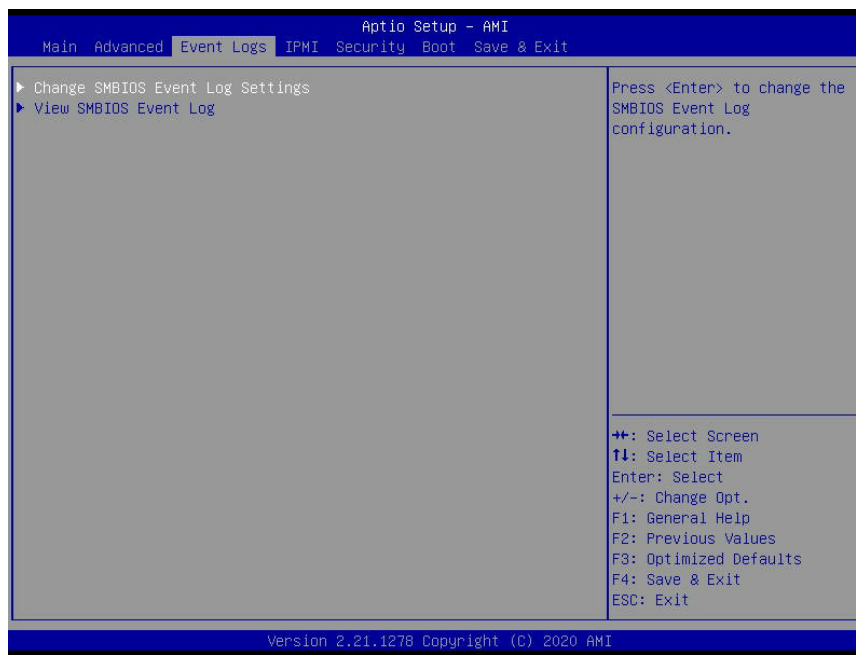 Aptio Setup - AMI
Main Advanced Event Logs IPMI Security Boot Save & Exit
▶ Change SMBIOS Event Log Settings
▶ View SMBIOS Event Log
Press <Enter> to change the
SMBIOS Event Log
configuration.
→←: Select Screen
↑↓: Select Item
Enter: Select
+/-: Change Opt.
F1: General Help
F2: Previous Values
F3: Optimized Defaults
F4: Save & Exit
ESC: Exit
Version 2.21.1278 Copyright (C) 2020 AMI